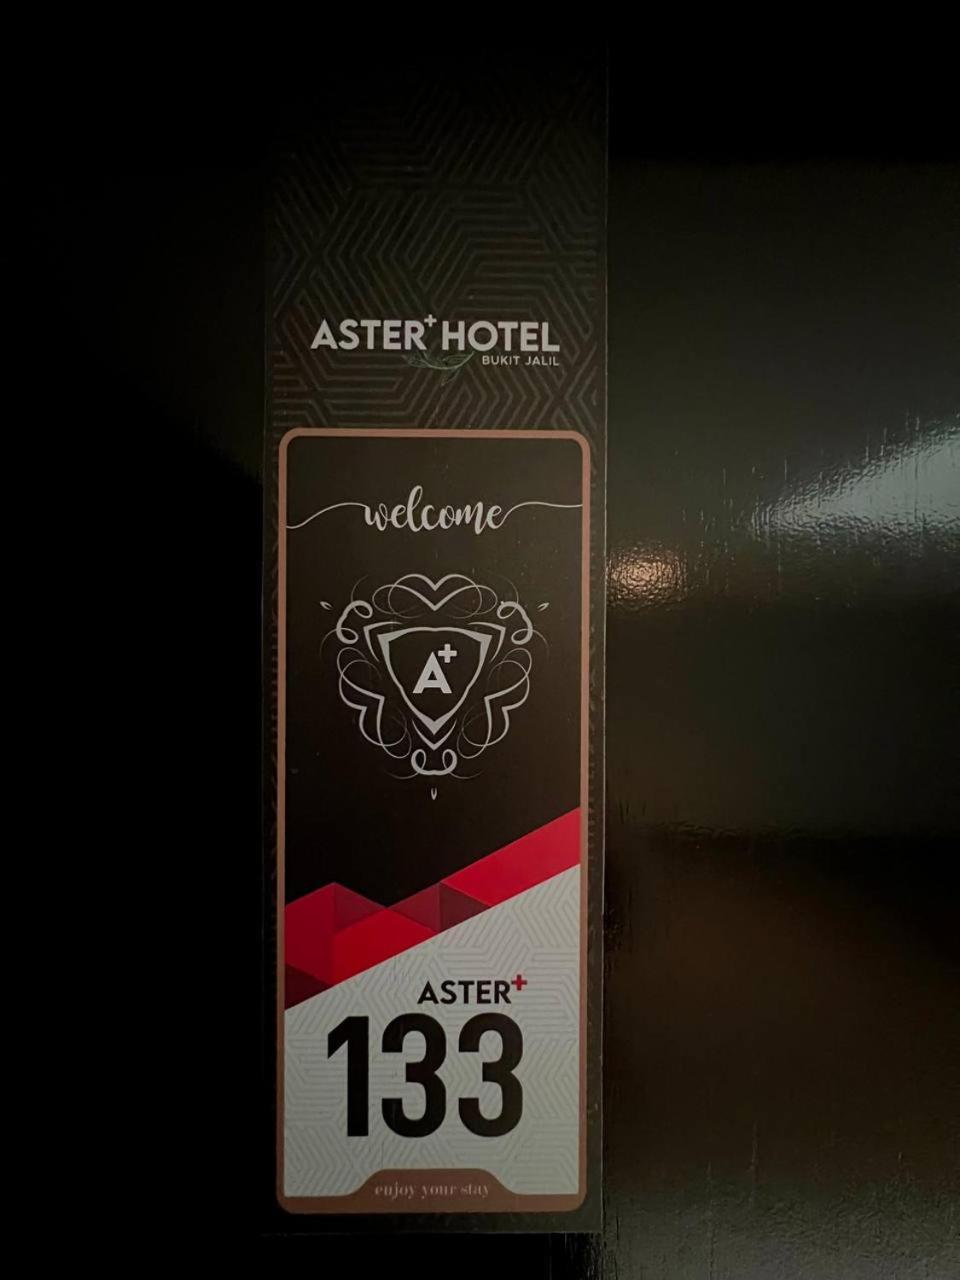 ASTER+ HOTEL
BUKIT JALIL
welcome
A+
ASTER+
133
enjoy your stay